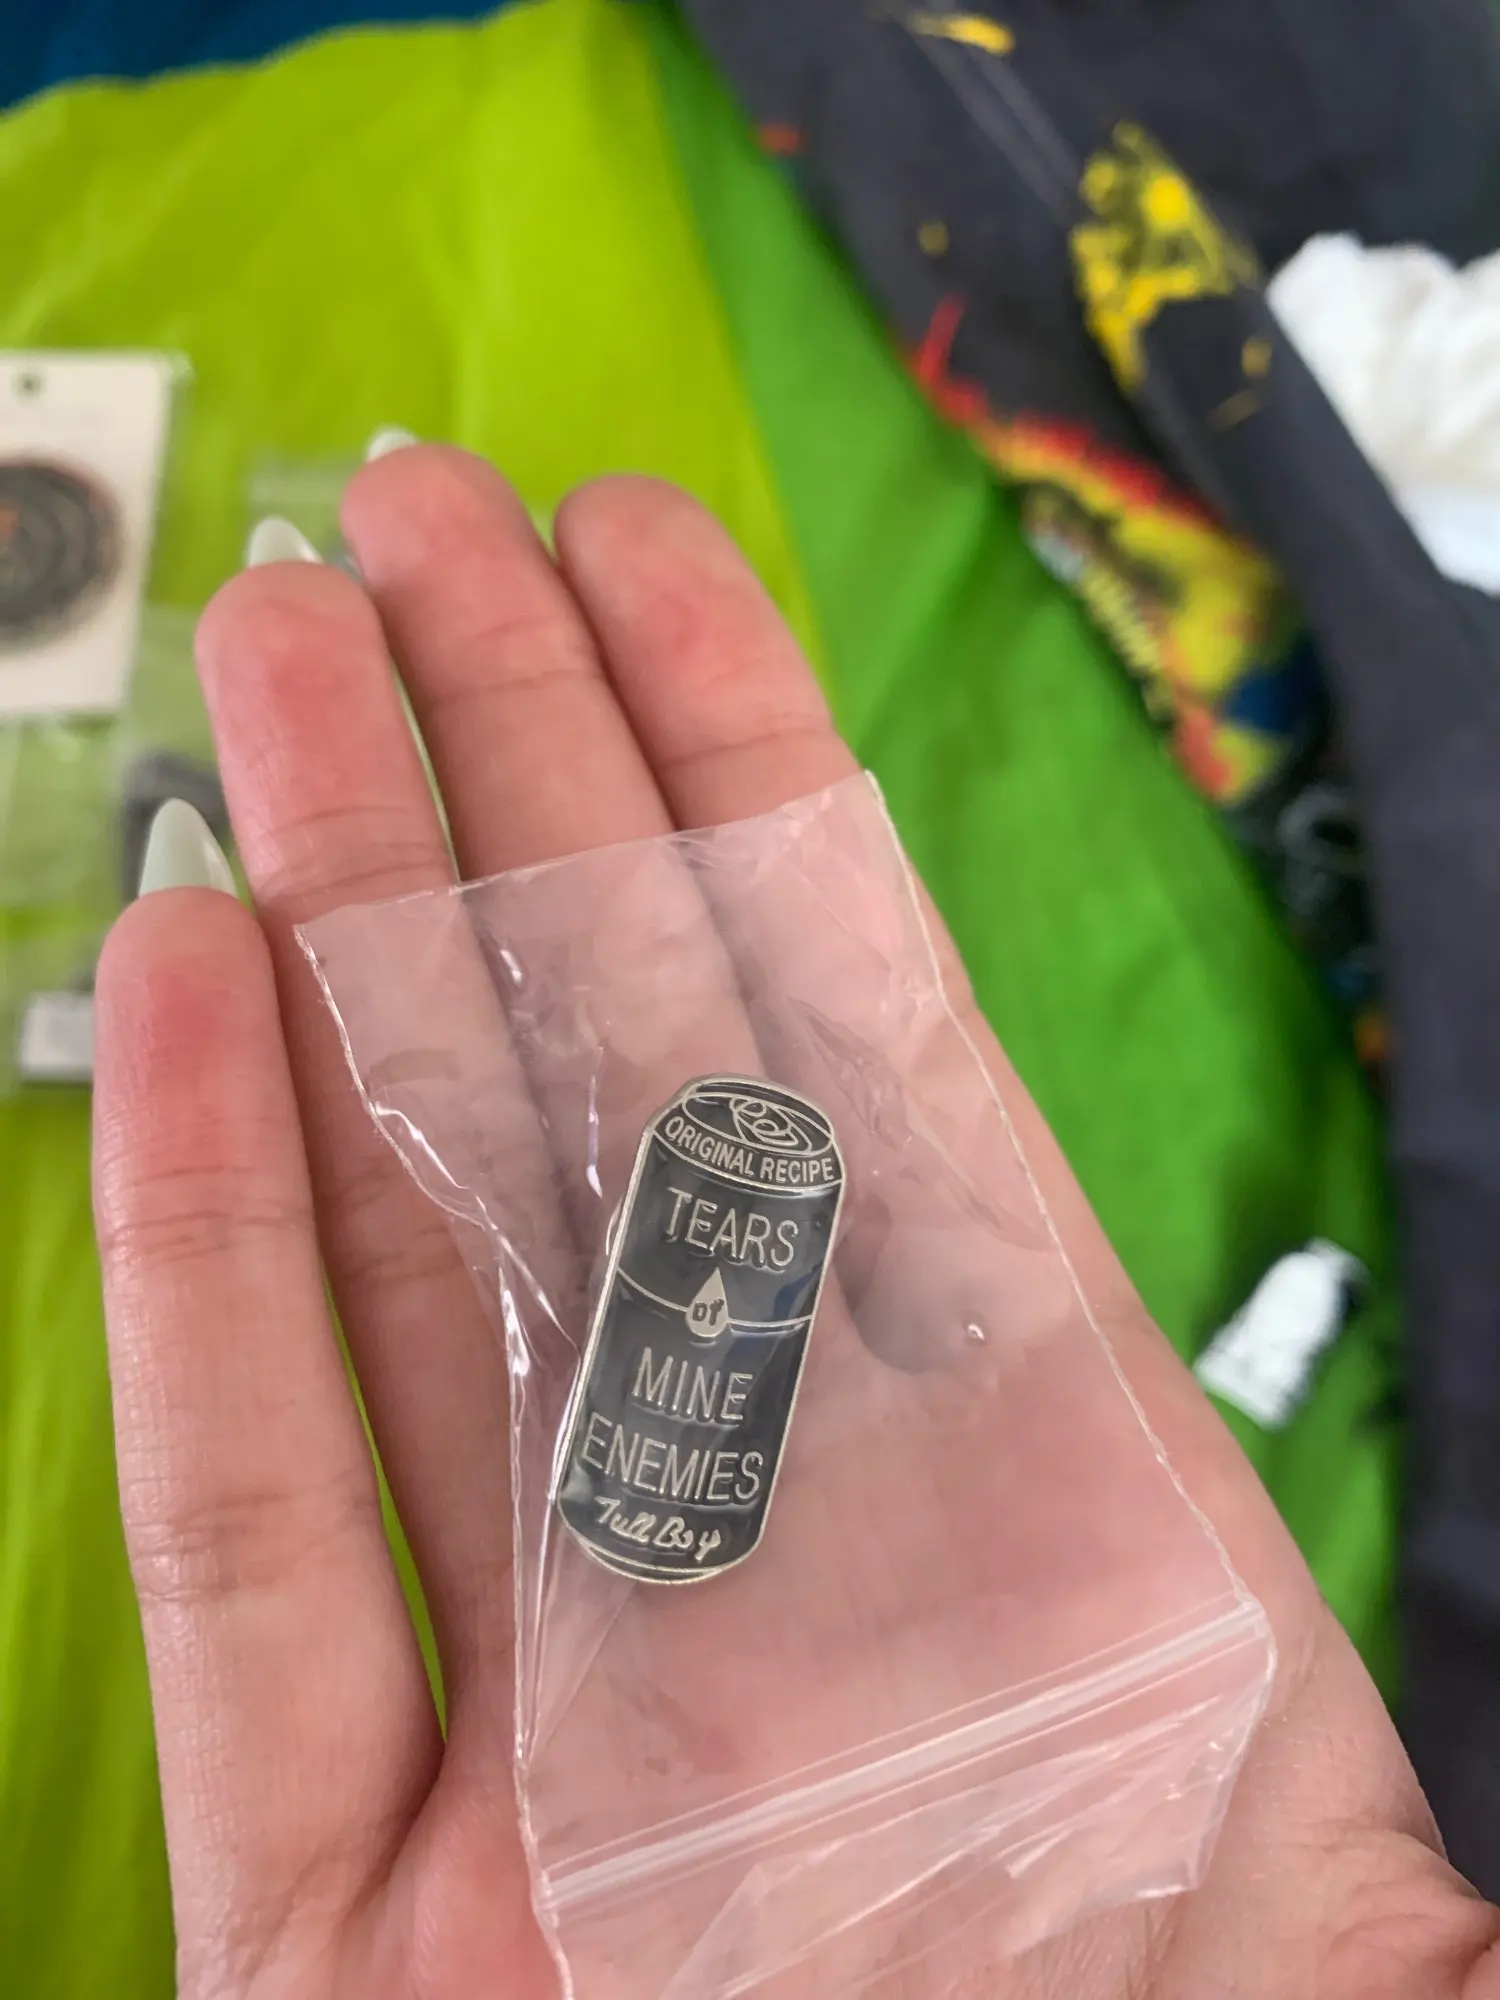 ORIGINAL RECIPE
TEARS
of
MINE
ENEMIES
Tall Boy